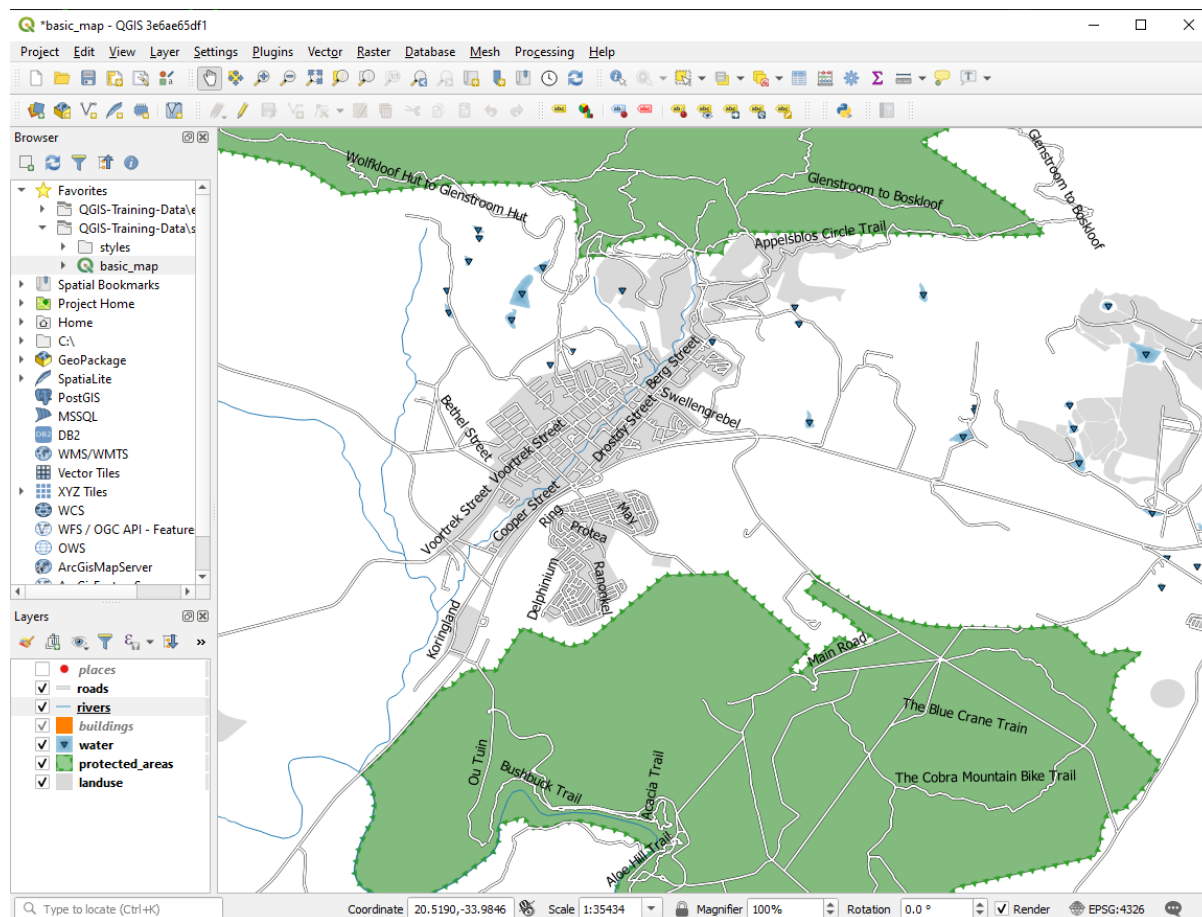 *basic_map - QGIS 3e6ae65df1
Project Edit View Layer Settings Plugins Vector Raster Database Mesh Processing Help
Browser
Favorites
QGIS-Training-Data\e
QGIS-Training-Data\s
styles
basic_map
Spatial Bookmarks
Project Home
Home
C:\
GeoPackage
SpatiaLite
PostGIS
MSSQL
DB2
WMS/WMTS
Vector Tiles
XYZ Tiles
WCS
WFS / OGC API - Feature
OWS
ArcGisMapServer
Layers
places
roads
rivers
buildings
water
protected_areas
landuse
Wolfkloof Hut to Glenstroom Hut
Glenstroom to Boskloof
Glenstroom to Boskloof
Appelsblos Circle Trail
Berg Street
Swellengrebel
Bethel Street
Drostdy Street
Voortrek Street
Voortrek Street
Cooper Street
Ring
May
Protea
Delphinium
Ranonkel
Koringland
Main Road
The Blue Crane Train
Ou Tuin
Bushbuck Trail
Acacia Trail
The Cobra Mountain Bike Trail
Aloe Hill Trail
Type to locate (Ctrl+K)
Coordinate 20.5190,-33.9846 Scale 1:35434 Magnifier 100% Rotation 0.0 ° Render EPSG:4326